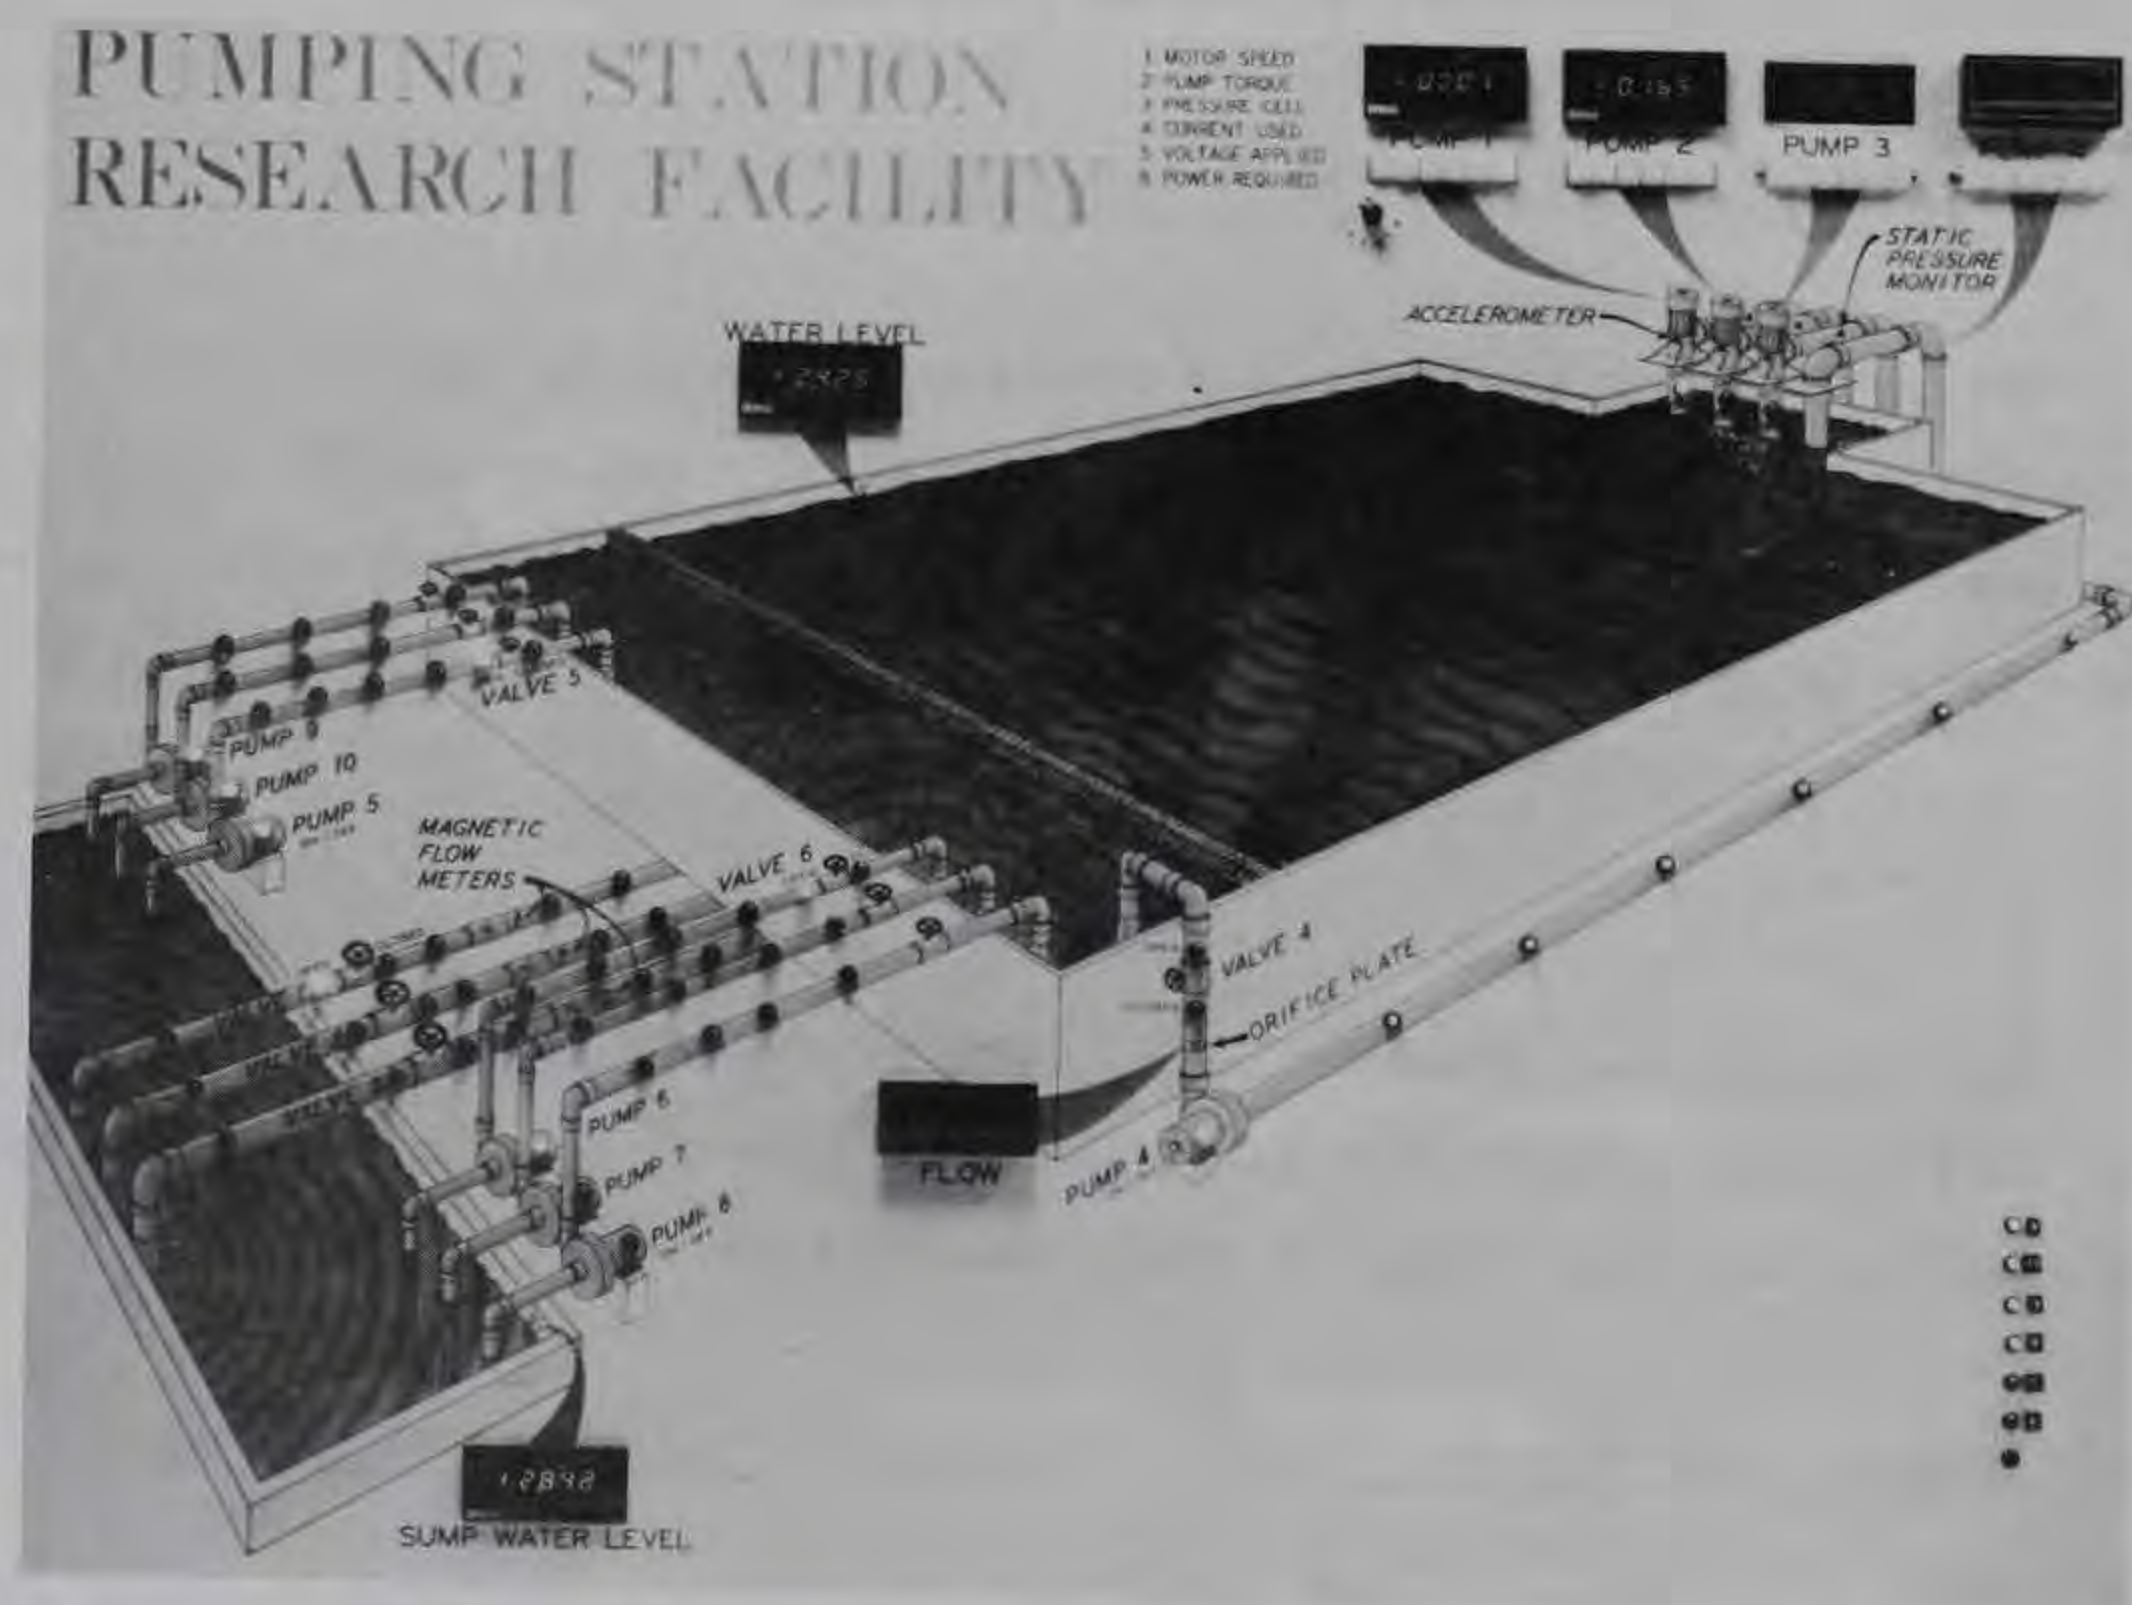 PUMPING STATION
RESEARCH FACILITY
1 MOTOR SPEED
2 PUMP TORQUE
3 PRESSURE CELL
4 CURRENT USED
5 VOLTAGE APPLIED
6 POWER REQUIRED
PUMP 1
PUMP 2
PUMP 3
STATIC
PRESSURE
MONITOR
ACCELEROMETER
WATER LEVEL
VALVE 5
PUMP 9
PUMP 10
PUMP 5
MAGNETIC
FLOW
METERS
VALVE 6
VALVE 4
ORIFICE PLATE
PUMP 6
PUMP 7
PUMP 8
FLOW
PUMP 4
2842
SUMP WATER LEVEL